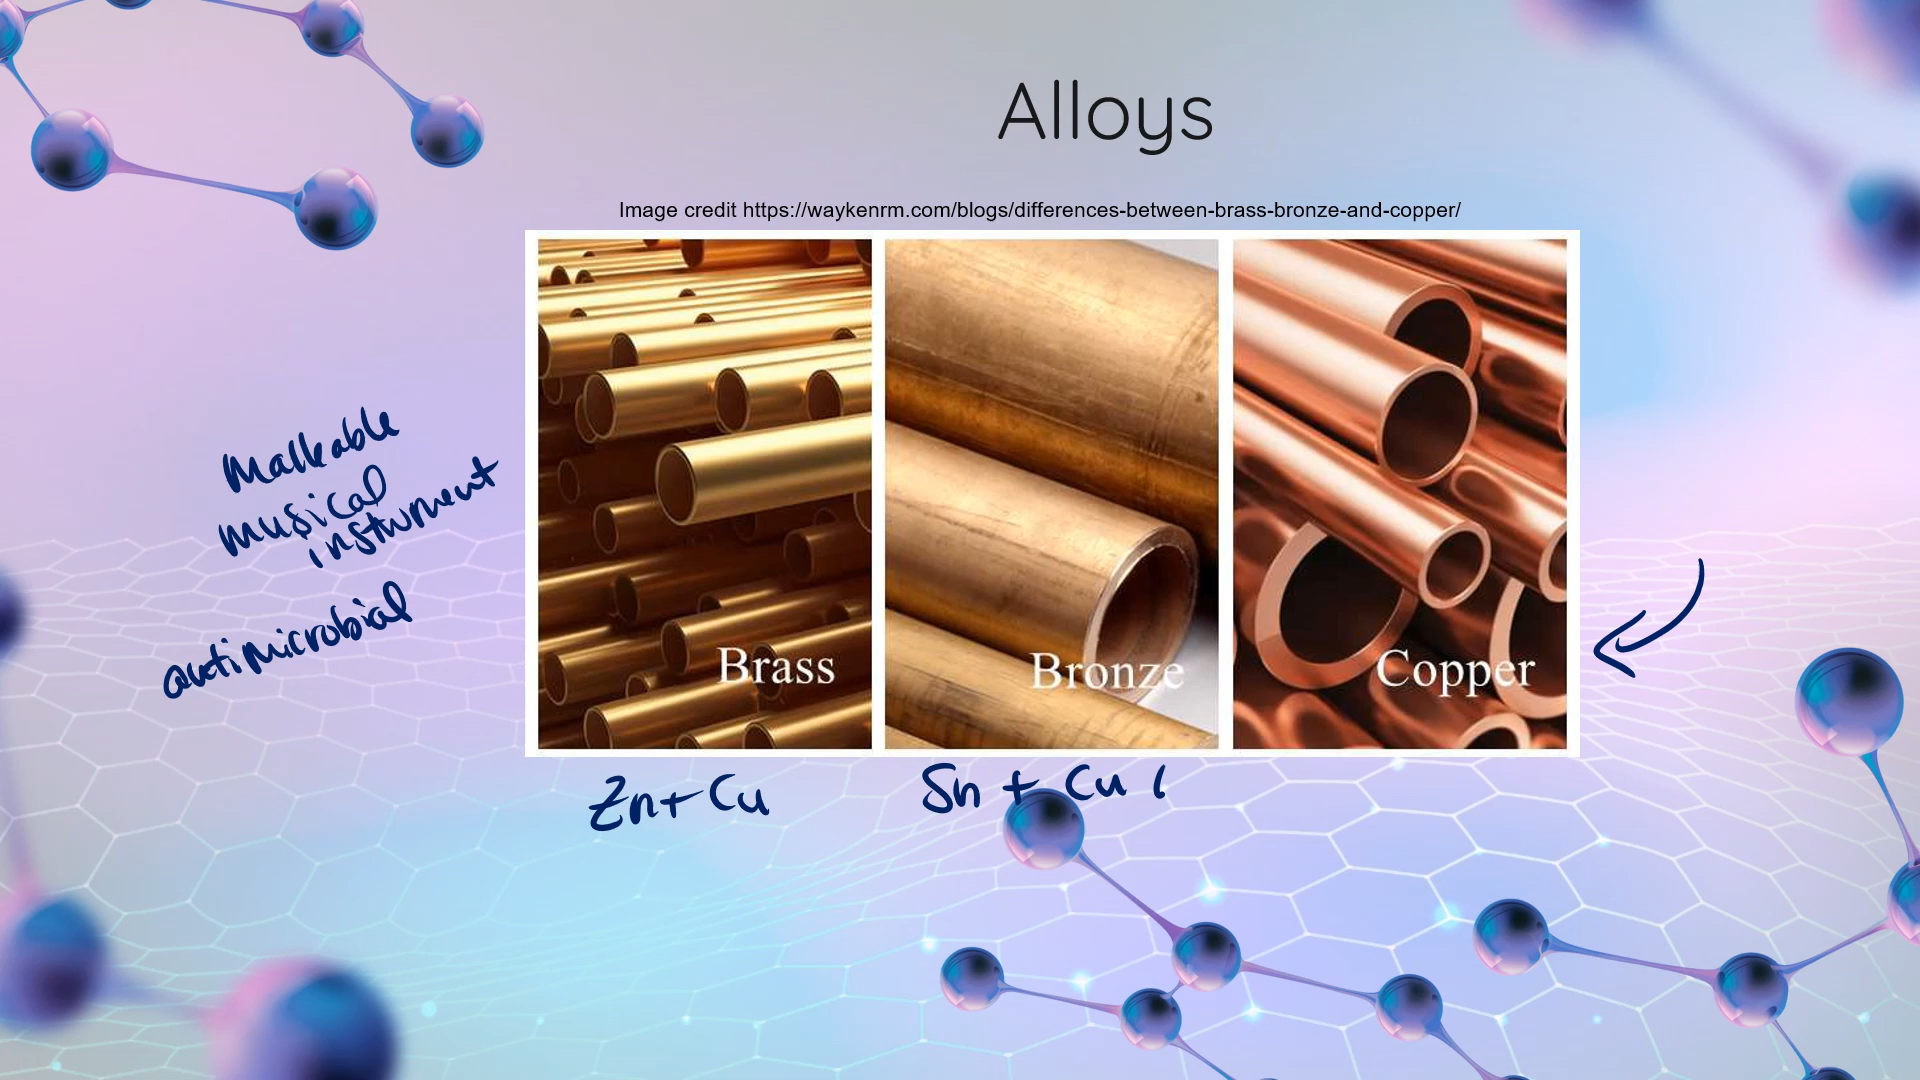 Alloys
Image credit https://waykenrm.com/blogs/differences-between-brass-bronze-and-copper/
Malleable
musical
instrument
antimicrobial
Brass
Bronze
Copper
Zn + Cu
Sn + Cu (